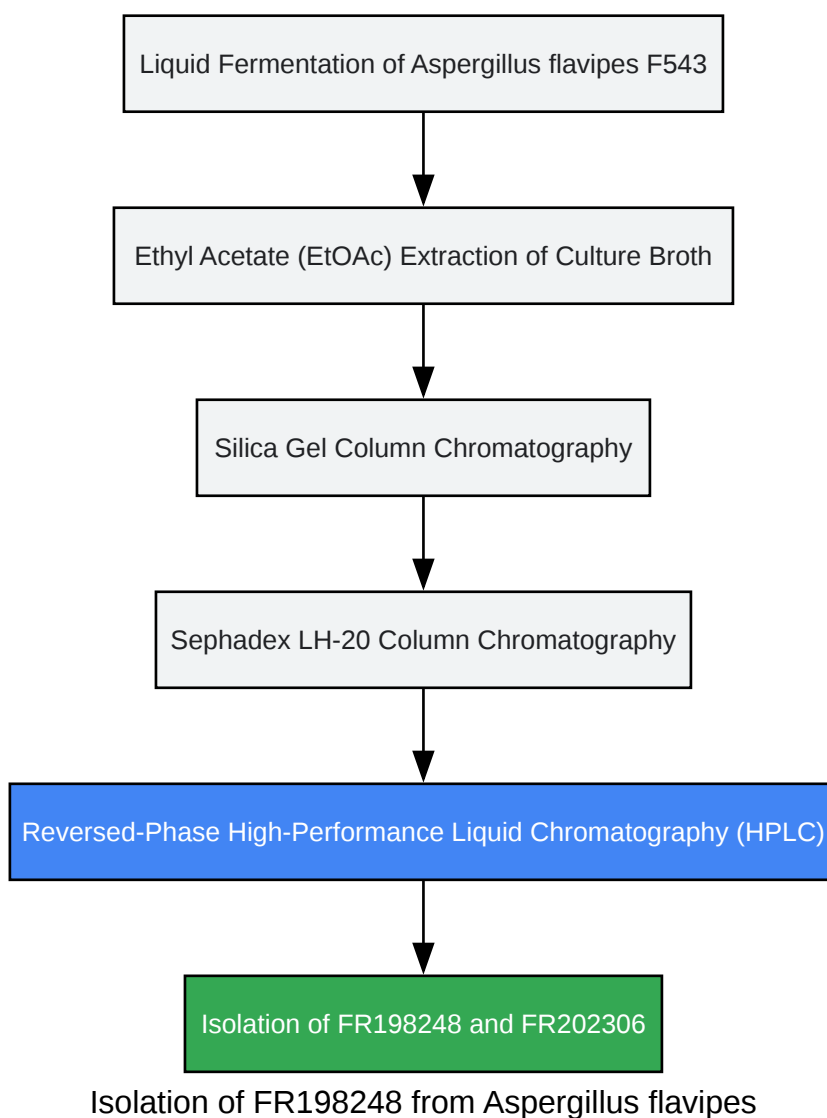 Liquid Fermentation of Aspergillus flavipes F543
Ethyl Acetate (EtOAc) Extraction of Culture Broth
Silica Gel Column Chromatography
Sephadex LH-20 Column Chromatography
Reversed-Phase High-Performance Liquid Chromatography (HPLC)
Isolation of FR198248 and FR202306
Isolation of FR198248 from Aspergillus flavipes